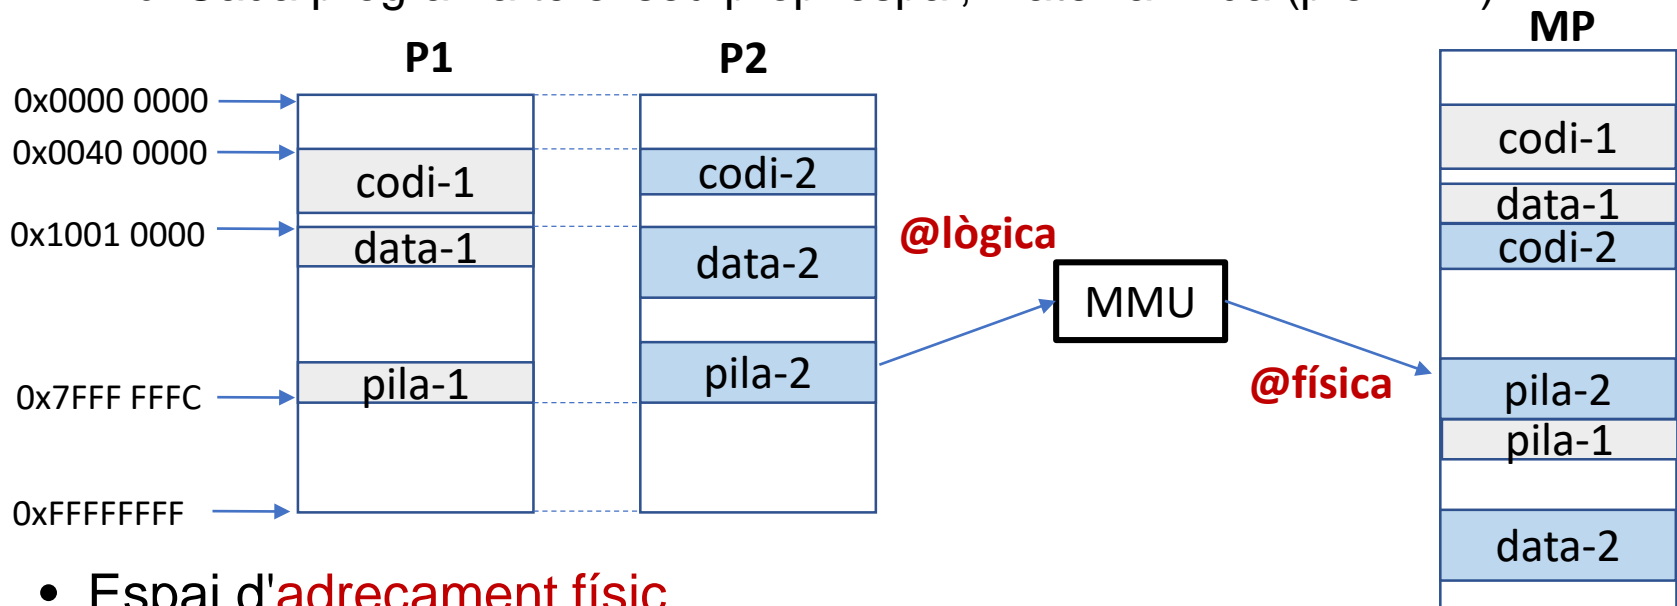 P1
P2
MP
0x0000 0000
0x0040 0000
0x1001 0000
0x7FFF FFFC
0xFFFFFFFF
codi-1
data-1
pila-1
codi-2
data-2
pila-2
@lògica
MMU
@física
codi-1
data-1
codi-2
pila-2
pila-1
data-2
• Espai d'adreçament físic